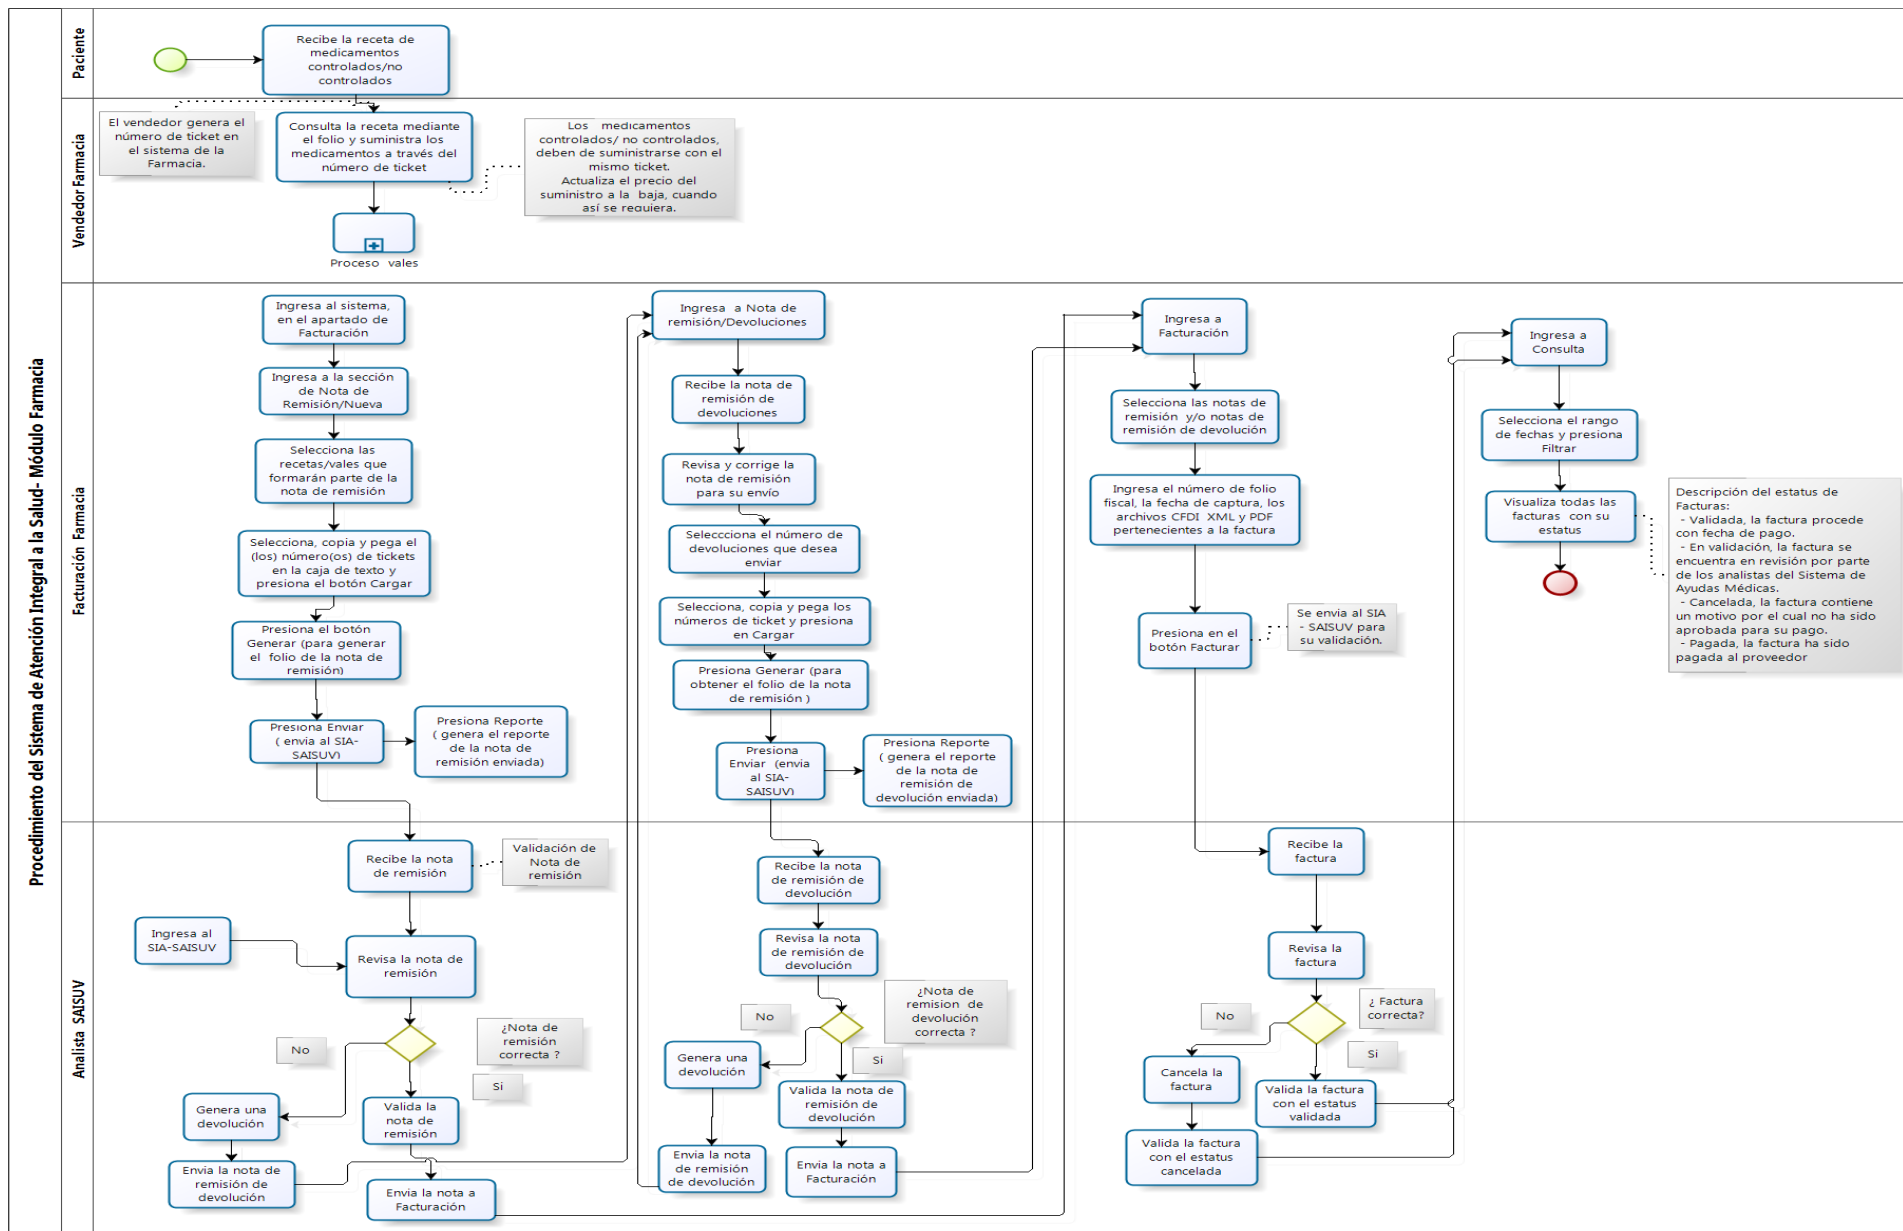 Procedimiento del Sistema de Atención Integral a la Salud- Módulo Farmacia
Paciente
Recibe la receta de
medicamentos
controlados/no
controlados
Vendedor Farmacia
El vendedor genera el
número de ticket en
el sistema de la
Farmacia.
Consulta la receta mediante
el folio y suministra los
medicamentos a través del
número de ticket
Los medicamentos
controlados/ no controlados,
deben de suministrarse con el
mismo ticket.
Actualiza el precio del
suministro a la baja, cuando
así se requiera.
Proceso vales
Facturación Farmacia
Ingresa al sistema,
en el apartado de
Facturación
Ingresa a la sección
de Nota de
Remisión/Nueva
Selecciona las
recetas/vales que
formarán parte de la
nota de remisión
Selecciona, copia y pega el
(los) número(os) de tickets
en la caja de texto y
presiona el botón Cargar
Presiona el botón
Generar (para generar
el folio de la nota de
remisión)
Presiona Enviar
( envia al SIA-
SAISUV)
Presiona Reporte
( genera el reporte
de la nota de
remisión enviada)
Ingresa a Nota de
remisión/Devoluciones
Recibe la nota de
remisión de
devoluciones
Revisa y corrige la
nota de remisión
para su envío
Seleccciona el número de
devoluciones que desea
enviar
Selecciona, copia y pega los
números de ticket y presiona
en Cargar
Presiona Generar (para
obtener el folio de la nota
de remisión )
Presiona
Enviar (envia
al SIA-
SAISUV)
Presiona Reporte
( genera el reporte
de la nota de
remisión de
devolución enviada)
Ingresa a
Facturación
Selecciona las notas de
remisión y/o notas de
remisión de devolución
Ingresa el número de folio
fiscal, la fecha de captura, los
archivos CFDI XML y PDF
pertenecientes a la factura
Presiona en el
botón Facturar
Se envia al SIA
- SAISUV para
su validación.
Ingresa a
Consulta
Selecciona el rango
de fechas y presiona
Filtrar
Visualiza todas las
facturas con su
estatus
Descripción del estatus de
Facturas:
- Validada, la factura procede
con fecha de pago.
- En validación, la factura se
encuentra en revisión por parte
de los analistas del Sistema de
Ayudas Médicas.
- Cancelada, la factura contiene
un motivo por el cual no ha sido
aprobada para su pago.
- Pagada, la factura ha sido
pagada al proveedor
Analista SAISUV
Recibe la nota
de remisión
Validación de
Nota de
remisión
Ingresa al
SIA-SAISUV
Revisa la nota de
remisión
¿Nota de
remisión
correcta ?
No
Si
Genera una
devolución
Valida la
nota de
remisión
Envia la nota de
remisión de
devolución
Envia la nota a
Facturación
Recibe la nota
de remisión de
devolución
Revisa la nota
de remisión de
devolución
¿Nota de
remision de
devolución
correcta ?
No
Si
Genera una
devolución
Valida la nota de
remisión de
devolución
Envia la nota
de remisión
de devolución
Envia la nota a
Facturación
Recibe la
factura
Revisa la
factura
¿ Factura
correcta?
No
Si
Cancela la
factura
Valida la factura
con el estatus
validada
Valida la factura
con el estatus
cancelada